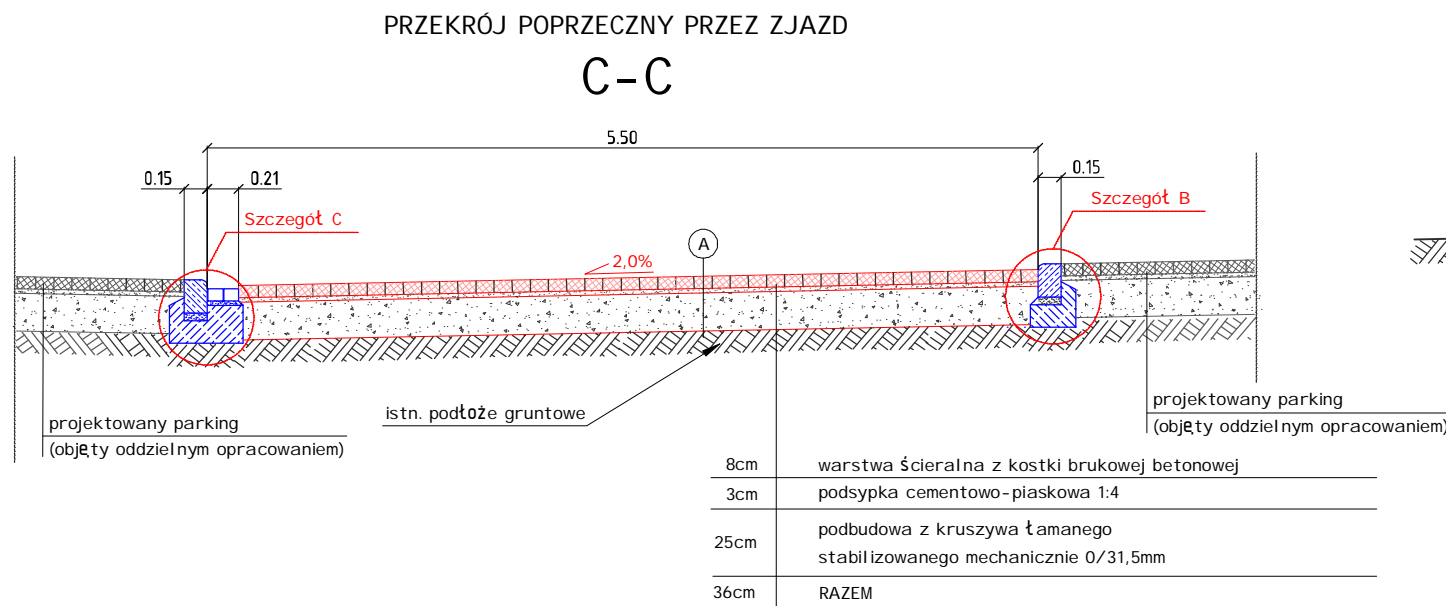 PRZEKRÓJ POPRZECZNY PRZEZ ZJAZD
C-C
5.50
0.15
0.21
0.15
Szczegół C
Szczegół B
A
2,0%
istn. podłoże gruntowe
projektowany parking
(objęty oddzielnym opracowaniem)
projektowany parking
(objęty oddzielnym opracowaniem)
8cm warstwa ścieralna z kostki brukowej betonowej
3cm podsypka cementowo-piaskowa 1:4
25cm podbudowa z kruszywa łamanego
stabilizowanego mechanicznie 0/31,5mm
36cm RAZEM